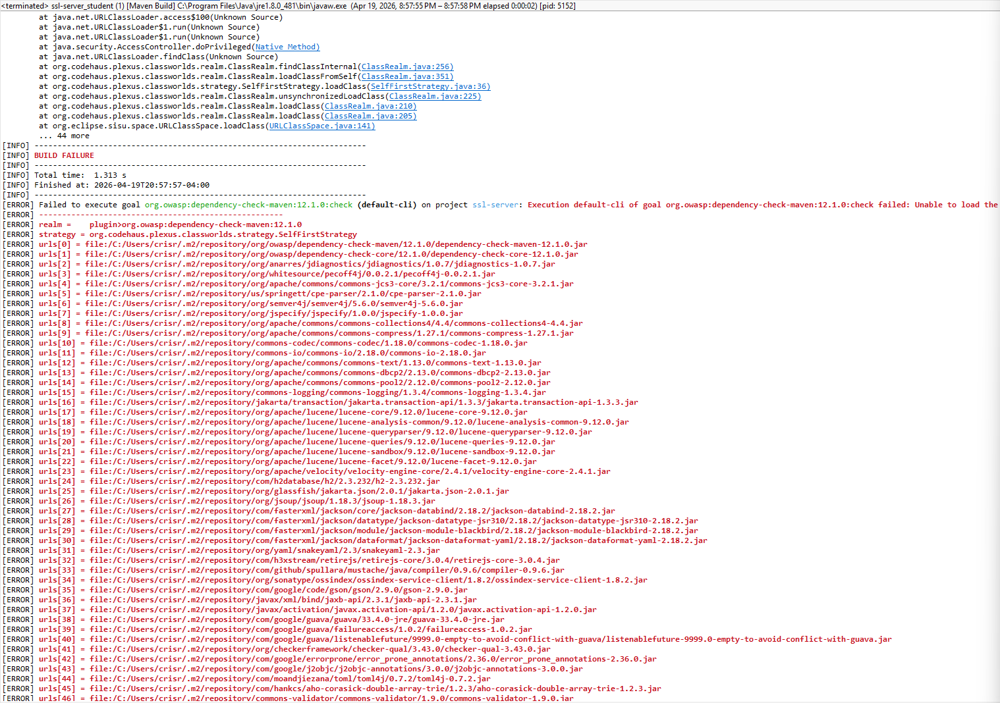 <terminated> ssl-server_student (1) [Maven Build] C:\Program Files\Java\jre1.8.0_481\bin\javaw.exe (Apr 19, 2026, 8:57:55 PM – 8:57:58 PM elapsed 0:00:02) [pid: 5152]
at java.net.URLClassLoader.access$100(Unknown Source)
at java.net.URLClassLoader$1.run(Unknown Source)
at java.net.URLClassLoader$1.run(Unknown Source)
at java.security.AccessController.doPrivileged(Native Method)
at java.net.URLClassLoader.findClass(Unknown Source)
at org.codehaus.plexus.classworlds.realm.ClassRealm.findClassInternal(ClassRealm.java:256)
at org.codehaus.plexus.classworlds.realm.ClassRealm.loadClassFromSelf(ClassRealm.java:351)
at org.codehaus.plexus.classworlds.strategy.SelfFirstStrategy.loadClass(SelfFirstStrategy.java:36)
at org.codehaus.plexus.classworlds.realm.ClassRealm.unsynchronizedLoadClass(ClassRealm.java:225)
at org.codehaus.plexus.classworlds.realm.ClassRealm.loadClass(ClassRealm.java:210)
at org.codehaus.plexus.classworlds.realm.ClassRealm.loadClass(ClassRealm.java:205)
at org.eclipse.sisu.space.URLClassSpace.loadClass(URLClassSpace.java:141)
... 44 more
[INFO] ------------------------------------------------------------------------
[INFO] BUILD FAILURE
[INFO] ------------------------------------------------------------------------
[INFO] Total time:  1.313 s
[INFO] Finished at: 2026-04-19T20:57:57-04:00
[INFO] ------------------------------------------------------------------------
[ERROR] Failed to execute goal org.owasp:dependency-check-maven:12.1.0:check (default-cli) on project ssl-server: Execution default-cli of goal org.owasp:dependency-check-maven:12.1.0:check failed: Unable to load the
[ERROR] -----------------------------------------------------
[ERROR] realm =    plugin>org.owasp:dependency-check-maven:12.1.0
[ERROR] strategy = org.codehaus.plexus.classworlds.strategy.SelfFirstStrategy
[ERROR] urls[0] = file:/C:/Users/crisr/.m2/repository/org/owasp/dependency-check-maven/12.1.0/dependency-check-maven-12.1.0.jar
[ERROR] urls[1] = file:/C:/Users/crisr/.m2/repository/org/owasp/dependency-check-core/12.1.0/dependency-check-core-12.1.0.jar
[ERROR] urls[2] = file:/C:/Users/crisr/.m2/repository/org/anarres/jdiagnostics/jdiagnostics/1.0.7/jdiagnostics-1.0.7.jar
[ERROR] urls[3] = file:/C:/Users/crisr/.m2/repository/org/whitesource/pecoff4j/0.0.2.1/pecoff4j-0.0.2.1.jar
[ERROR] urls[4] = file:/C:/Users/crisr/.m2/repository/org/apache/commons/commons-jcs3-core/3.2.1/commons-jcs3-core-3.2.1.jar
[ERROR] urls[5] = file:/C:/Users/crisr/.m2/repository/us/springett/cpe-parser/2.1.0/cpe-parser-2.1.0.jar
[ERROR] urls[6] = file:/C:/Users/crisr/.m2/repository/org/semver4j/semver4j/5.6.0/semver4j-5.6.0.jar
[ERROR] urls[7] = file:/C:/Users/crisr/.m2/repository/org/jspecify/jspecify/1.0.0/jspecify-1.0.0.jar
[ERROR] urls[8] = file:/C:/Users/crisr/.m2/repository/org/apache/commons/commons-collections4/4.4/commons-collections4-4.4.jar
[ERROR] urls[9] = file:/C:/Users/crisr/.m2/repository/org/apache/commons/commons-compress/1.27.1/commons-compress-1.27.1.jar
[ERROR] urls[10] = file:/C:/Users/crisr/.m2/repository/commons-codec/commons-codec/1.18.0/commons-codec-1.18.0.jar
[ERROR] urls[11] = file:/C:/Users/crisr/.m2/repository/commons-io/commons-io/2.18.0/commons-io-2.18.0.jar
[ERROR] urls[12] = file:/C:/Users/crisr/.m2/repository/org/apache/commons/commons-text/1.13.0/commons-text-1.13.0.jar
[ERROR] urls[13] = file:/C:/Users/crisr/.m2/repository/org/apache/commons/commons-dbcp2/2.13.0/commons-dbcp2-2.13.0.jar
[ERROR] urls[14] = file:/C:/Users/crisr/.m2/repository/org/apache/commons/commons-pool2/2.12.0/commons-pool2-2.12.0.jar
[ERROR] urls[15] = file:/C:/Users/crisr/.m2/repository/commons-logging/commons-logging/1.3.4/commons-logging-1.3.4.jar
[ERROR] urls[16] = file:/C:/Users/crisr/.m2/repository/jakarta/transaction/jakarta.transaction-api/1.3.3/jakarta.transaction-api-1.3.3.jar
[ERROR] urls[17] = file:/C:/Users/crisr/.m2/repository/org/apache/lucene/lucene-core/9.12.0/lucene-core-9.12.0.jar
[ERROR] urls[18] = file:/C:/Users/crisr/.m2/repository/org/apache/lucene/lucene-analysis-common/9.12.0/lucene-analysis-common-9.12.0.jar
[ERROR] urls[19] = file:/C:/Users/crisr/.m2/repository/org/apache/lucene/lucene-queryparser/9.12.0/lucene-queryparser-9.12.0.jar
[ERROR] urls[20] = file:/C:/Users/crisr/.m2/repository/org/apache/lucene/lucene-queries/9.12.0/lucene-queries-9.12.0.jar
[ERROR] urls[21] = file:/C:/Users/crisr/.m2/repository/org/apache/lucene/lucene-sandbox/9.12.0/lucene-sandbox-9.12.0.jar
[ERROR] urls[22] = file:/C:/Users/crisr/.m2/repository/org/apache/lucene/lucene-facet/9.12.0/lucene-facet-9.12.0.jar
[ERROR] urls[23] = file:/C:/Users/crisr/.m2/repository/org/apache/velocity/velocity-engine-core/2.4.1/velocity-engine-core-2.4.1.jar
[ERROR] urls[24] = file:/C:/Users/crisr/.m2/repository/com/h2database/h2/2.3.232/h2-2.3.232.jar
[ERROR] urls[25] = file:/C:/Users/crisr/.m2/repository/org/glassfish/jakarta.json/2.0.1/jakarta.json-2.0.1.jar
[ERROR] urls[26] = file:/C:/Users/crisr/.m2/repository/org/jsoup/jsoup/1.18.3/jsoup-1.18.3.jar
[ERROR] urls[27] = file:/C:/Users/crisr/.m2/repository/com/fasterxml/jackson/core/jackson-databind/2.18.2/jackson-databind-2.18.2.jar
[ERROR] urls[28] = file:/C:/Users/crisr/.m2/repository/com/fasterxml/jackson/datatype/jackson-datatype-jsr310/2.18.2/jackson-datatype-jsr310-2.18.2.jar
[ERROR] urls[29] = file:/C:/Users/crisr/.m2/repository/com/fasterxml/jackson/module/jackson-module-blackbird/2.18.2/jackson-module-blackbird-2.18.2.jar
[ERROR] urls[30] = file:/C:/Users/crisr/.m2/repository/com/fasterxml/jackson/dataformat/jackson-dataformat-yaml/2.18.2/jackson-dataformat-yaml-2.18.2.jar
[ERROR] urls[31] = file:/C:/Users/crisr/.m2/repository/org/yaml/snakeyaml/2.3/snakeyaml-2.3.jar
[ERROR] urls[32] = file:/C:/Users/crisr/.m2/repository/com/h3xstream/retirejs/retirejs-core/3.0.4/retirejs-core-3.0.4.jar
[ERROR] urls[33] = file:/C:/Users/crisr/.m2/repository/com/github/spullara/mustache/java/compiler/0.9.6/compiler-0.9.6.jar
[ERROR] urls[34] = file:/C:/Users/crisr/.m2/repository/org/sonatype/ossindex/ossindex-service-client/1.8.2/ossindex-service-client-1.8.2.jar
[ERROR] urls[35] = file:/C:/Users/crisr/.m2/repository/com/google/code/gson/gson/2.9.0/gson-2.9.0.jar
[ERROR] urls[36] = file:/C:/Users/crisr/.m2/repository/javax/xml/bind/jaxb-api/2.3.1/jaxb-api-2.3.1.jar
[ERROR] urls[37] = file:/C:/Users/crisr/.m2/repository/javax/activation/javax.activation-api/1.2.0/javax.activation-api-1.2.0.jar
[ERROR] urls[38] = file:/C:/Users/crisr/.m2/repository/com/google/guava/guava/33.4.0-jre/guava-33.4.0-jre.jar
[ERROR] urls[39] = file:/C:/Users/crisr/.m2/repository/com/google/guava/failureaccess/1.0.2/failureaccess-1.0.2.jar
[ERROR] urls[40] = file:/C:/Users/crisr/.m2/repository/com/google/guava/listenablefuture/9999.0-empty-to-avoid-conflict-with-guava/listenablefuture-9999.0-empty-to-avoid-conflict-with-guava.jar
[ERROR] urls[41] = file:/C:/Users/crisr/.m2/repository/org/checkerframework/checker-qual/3.43.0/checker-qual-3.43.0.jar
[ERROR] urls[42] = file:/C:/Users/crisr/.m2/repository/com/google/errorprone/error_prone_annotations/2.36.0/error_prone_annotations-2.36.0.jar
[ERROR] urls[43] = file:/C:/Users/crisr/.m2/repository/com/google/j2objc/j2objc-annotations/3.0.0/j2objc-annotations-3.0.0.jar
[ERROR] urls[44] = file:/C:/Users/crisr/.m2/repository/com/moandjiezana/toml/toml4j/0.7.2/toml4j-0.7.2.jar
[ERROR] urls[45] = file:/C:/Users/crisr/.m2/repository/com/hankcs/aho-corasick-double-array-trie/1.2.3/aho-corasick-double-array-trie-1.2.3.jar
[ERROR] urls[46] = file:/C:/Users/crisr/.m2/repository/commons-validator/commons-validator/1.9.0/commons-validator-1.9.0.jar